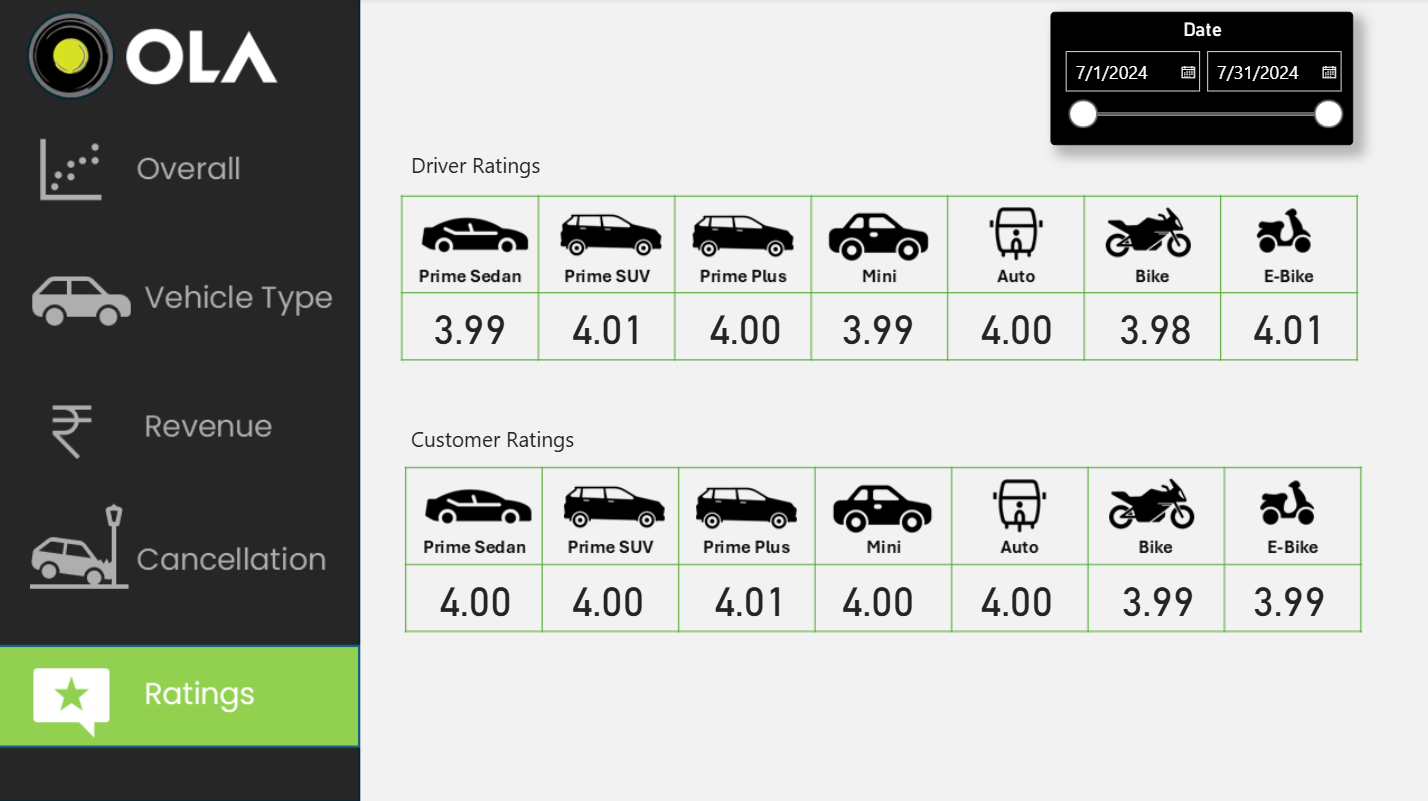 OLA
Overall
Vehicle Type
Revenue
Cancellation
Ratings
Date
7/1/2024 7/31/2024
Driver Ratings
Prime Sedan Prime SUV Prime Plus Mini Auto Bike E-Bike
3.99 4.01 4.00 3.99 4.00 3.98 4.01
Customer Ratings
Prime Sedan Prime SUV Prime Plus Mini Auto Bike E-Bike
4.00 4.00 4.01 4.00 4.00 3.99 3.99